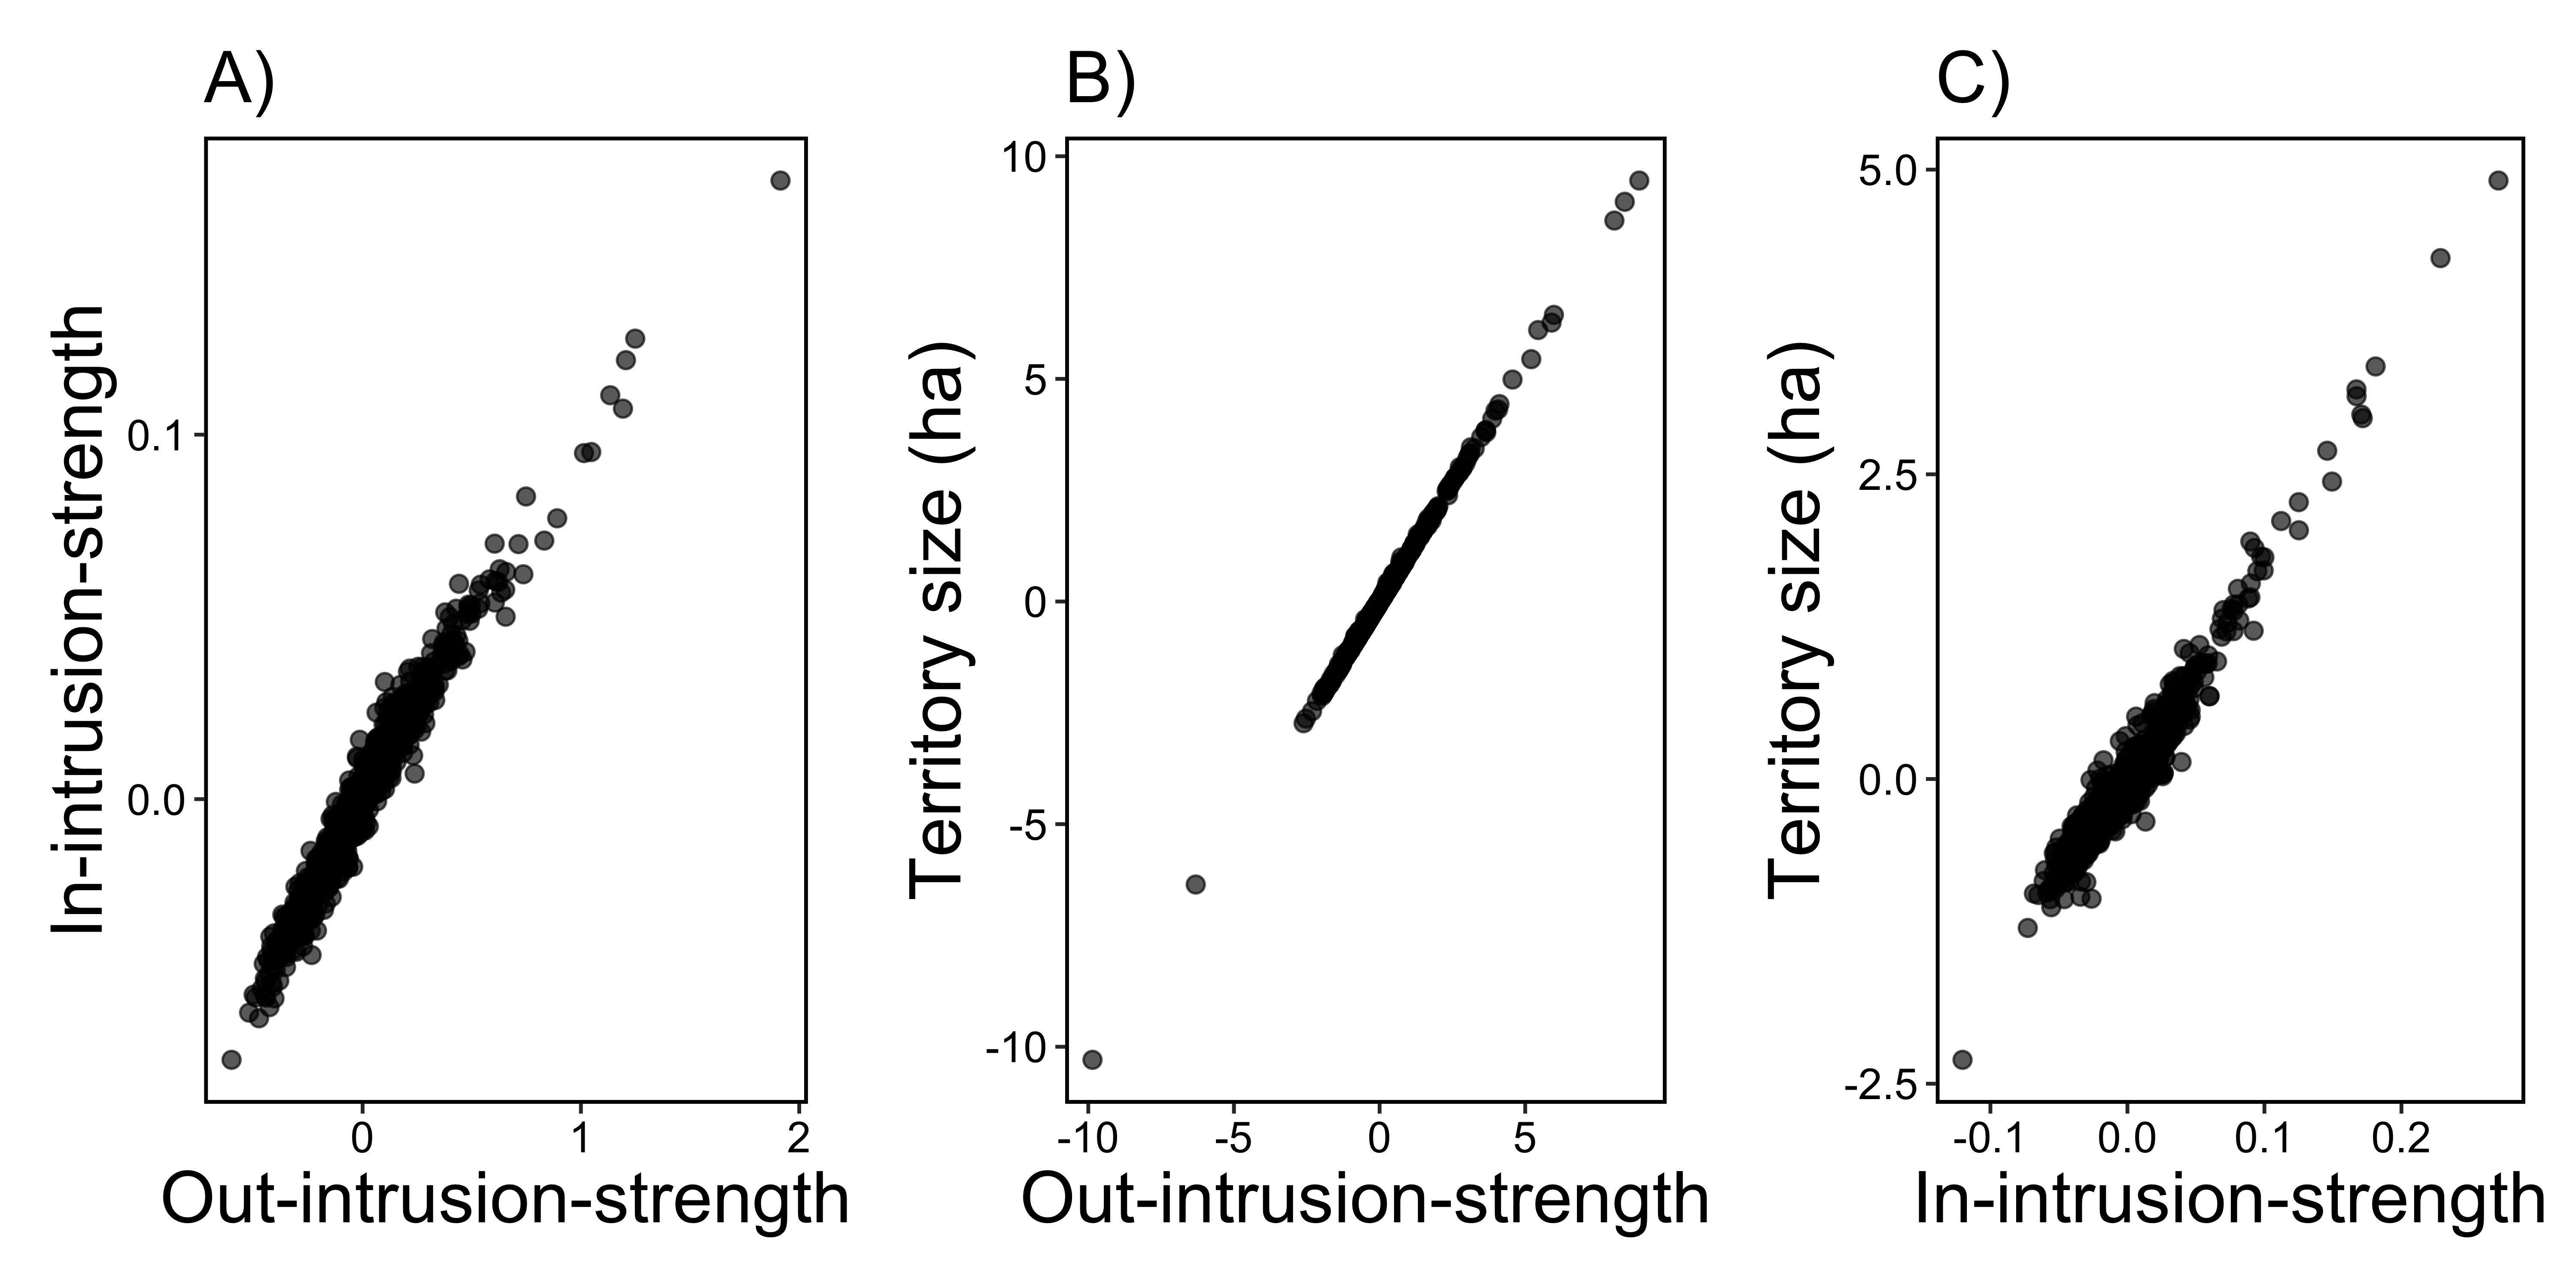 A)
In-intrusion-strength
0.1
0.0
0 1 2
Out-intrusion-strength
B)
Territory size (ha)
10
5
0
-5
-10
-10 -5 0 5
Out-intrusion-strength
C)
Territory size (ha)
5.0
2.5
0.0
-2.5
-0.1 0.0 0.1 0.2
In-intrusion-strength